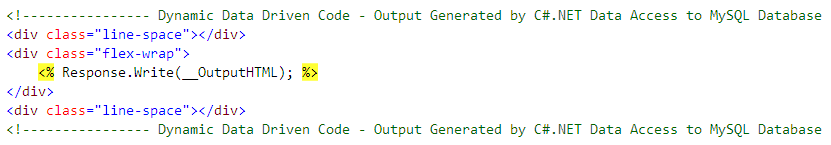 <!---------------- Dynamic Data Driven Code - Output Generated by C#.NET Data Access to MySQL Database
<div class="line-space"></div>
<div class="flex-wrap">
    <% Response.Write(__OutputHTML); %>
</div>
<div class="line-space"></div>
<!---------------- Dynamic Data Driven Code - Output Generated by C#.NET Data Access to MySQL Database